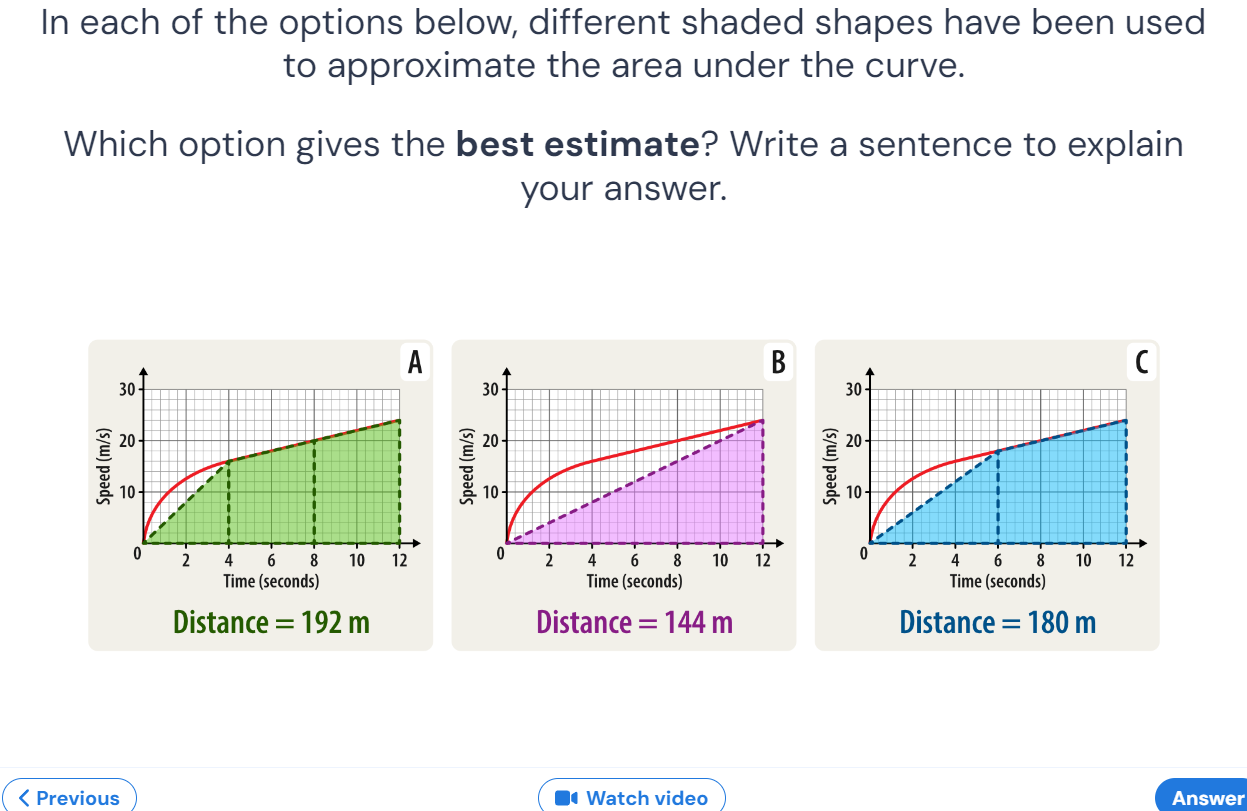 In each of the options below, different shaded shapes have been used
to approximate the area under the curve.
Which option gives the best estimate? Write a sentence to explain
your answer.
A
30
20
10
0
2 4 6 8 10 12
Speed (m/s)
Time (seconds)
Distance = 192 m
B
30
20
10
0
2 4 6 8 10 12
Speed (m/s)
Time (seconds)
Distance = 144 m
C
30
20
10
0
2 4 6 8 10 12
Speed (m/s)
Time (seconds)
Distance = 180 m
Previous
Watch video
Answer